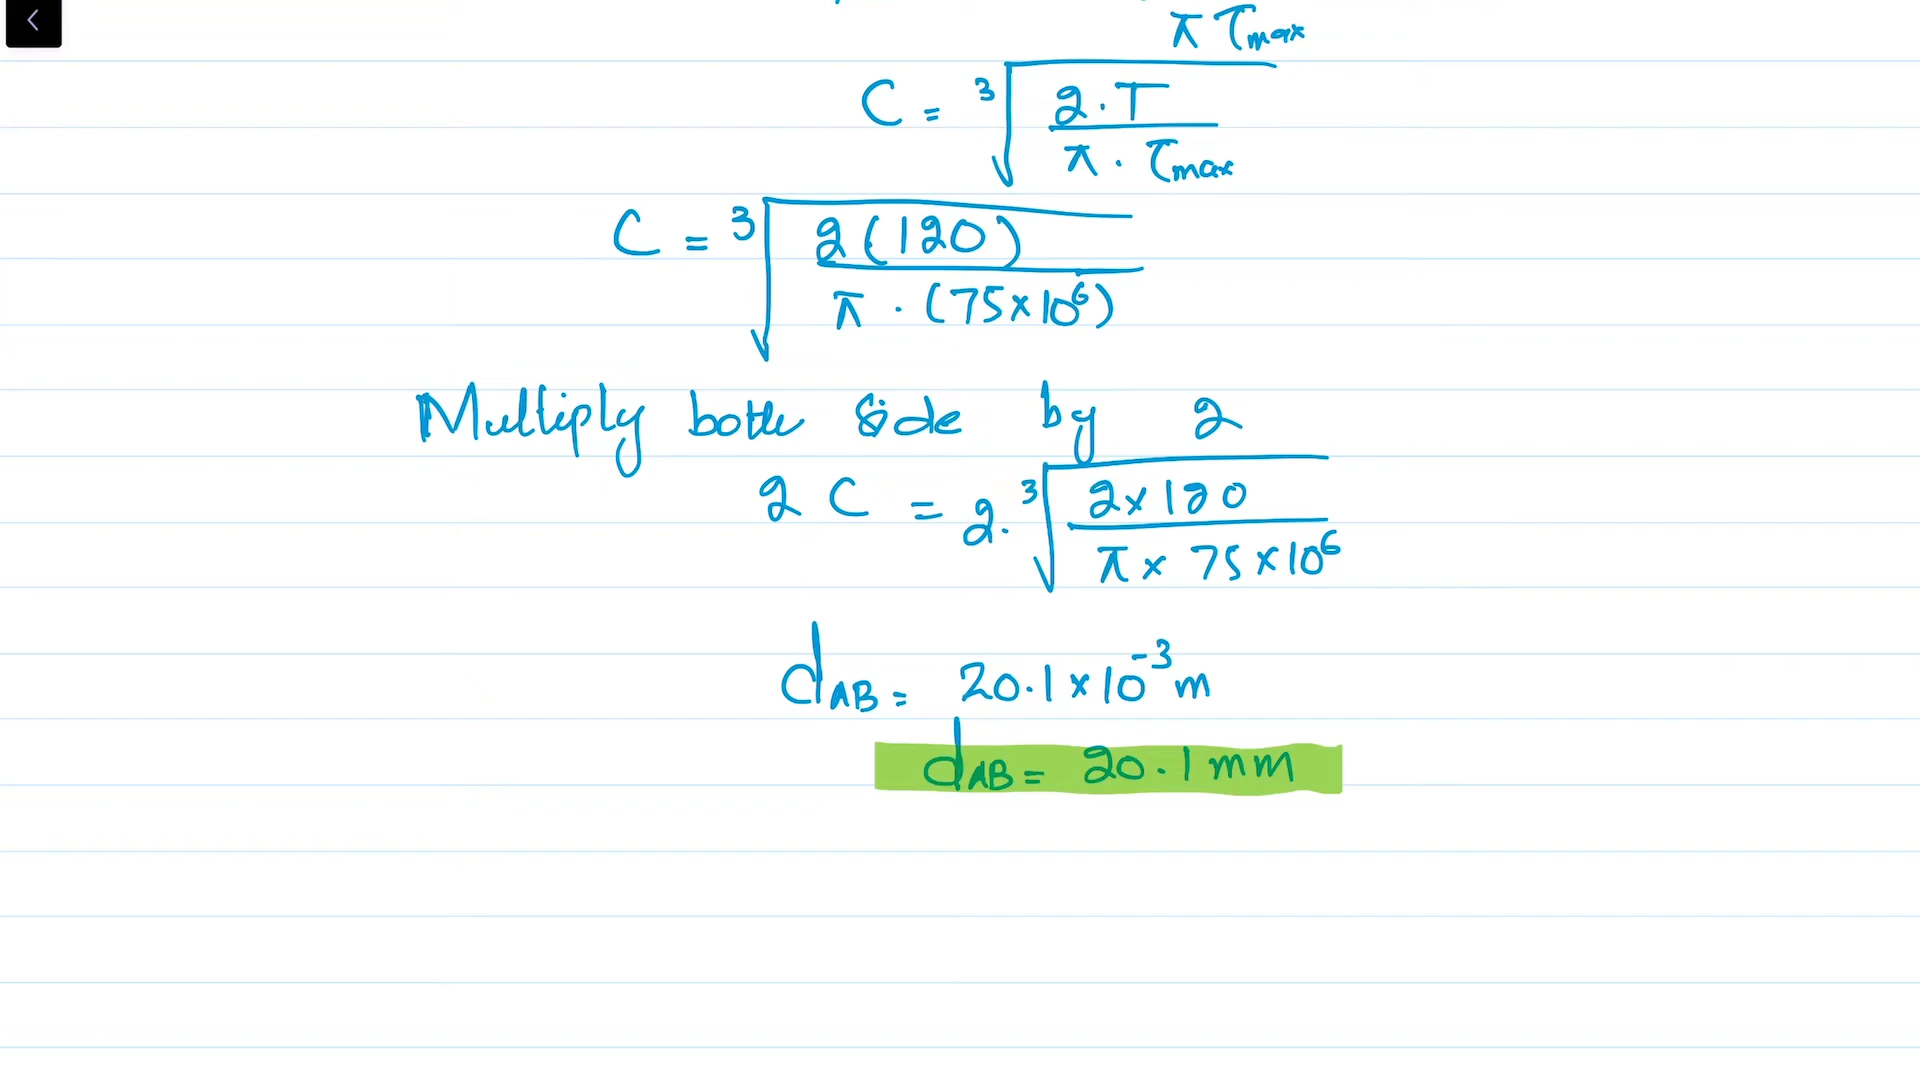 π τmax
C = ³√(2·T / π·τmax)
C = ³√(2(120) / π·(75×10⁶))
Multiply both side by 2
2 C = 2·³√(2×120 / π×75×10⁶)
dAB = 20.1×10⁻³ m
dAB = 20.1 mm